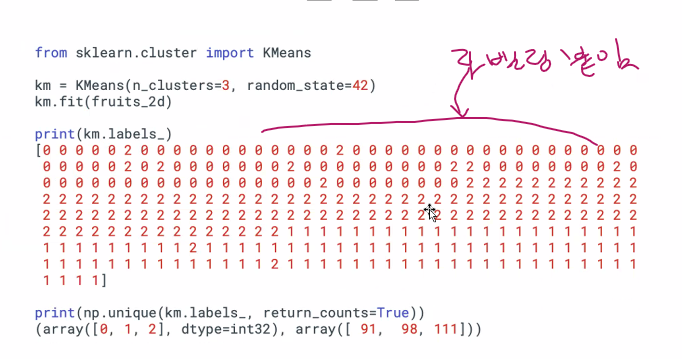 라벨링 붙임
from sklearn.cluster import KMeans
km = KMeans(n_clusters=3, random_state=42)
km.fit(fruits_2d)
print(km.labels_)
[0 0 0 0 0 2 0 0 0 0 0 0 0 0 0 0 0 0 2 0 0 0 0 0 0 0 0 0 0 0 0 0 0 0 0 0 0
0 0 0 0 0 2 0 2 0 0 0 0 0 0 0 2 0 0 0 0 0 0 0 0 0 2 2 0 0 0 0 0 0 0 0 2 0
0 0 0 0 0 0 0 0 0 0 0 0 0 0 0 0 0 2 0 0 0 0 0 0 0 0 2 2 2 2 2 2 2 2 2 2 2
2 2 2 2 2 2 2 2 2 2 2 2 2 2 2 2 2 2 2 2 2 2 2 2 2 2 2 2 2 2 2 2 2 2 2 2 2
2 2 2 2 2 2 2 2 2 2 2 2 2 2 2 2 2 2 2 2 2 2 2 2 2 2 2 2 2 2 2 2 2 2 2 2 2
2 2 2 2 2 2 2 2 2 2 2 2 2 2 2 1 1 1 1 1 1 1 1 1 1 1 1 1 1 1 1 1 1 1 1 1 1
1 1 1 1 1 1 1 1 1 2 1 1 1 1 1 1 1 1 1 1 1 1 1 1 1 1 1 1 1 1 1 1 1 1 1 1 1
1 1 1 1 1 1 1 1 1 1 1 1 1 1 2 1 1 1 1 1 1 1 1 1 1 1 1 1 1 1 1 1 1 1 1 1 1
1 1 1 1]
print(np.unique(km.labels_, return_counts=True))
(array([0, 1, 2], dtype=int32), array([ 91,  98, 111]))